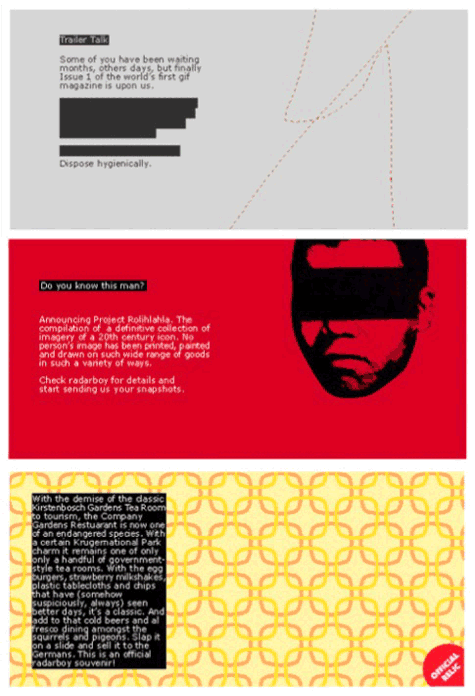 Trailer Talk
Some of you have been waiting
months, others days, but finally
Issue 1 of the world's first gif
magazine is upon us.
Dispose hygienically.
Do you know this man?
Announcing Project Rolihlahla. The
compilation of a definitive collection of
imagery of a 20th century icon. No
person's image has been printed, painted
and drawn on such wide range of goods
in such a variety of ways.
Check radarboy for details and
start sending us your snapshots.
With the demise of the classic
Kirstenbosch Gardens Tea Room
to tourism, the Company
Gardens Restuarant is now one
of an endangered species. With
a certain Krugernational Park
charm it remains one of only
only a handful of government-
style tea rooms. With the egg
burgers, strawberry milkshakes,
plastic tablecloths and chips
that have (somehow
suspiciously, always) seen
better days, it's a classic. And
add to that cold beers and al
fresco dining amongst the
squirrels and pigeons. Slap it
on a slide and sell it to the
Germans. This is an official
radarboy souvenir!
OFFICIAL
RELIC